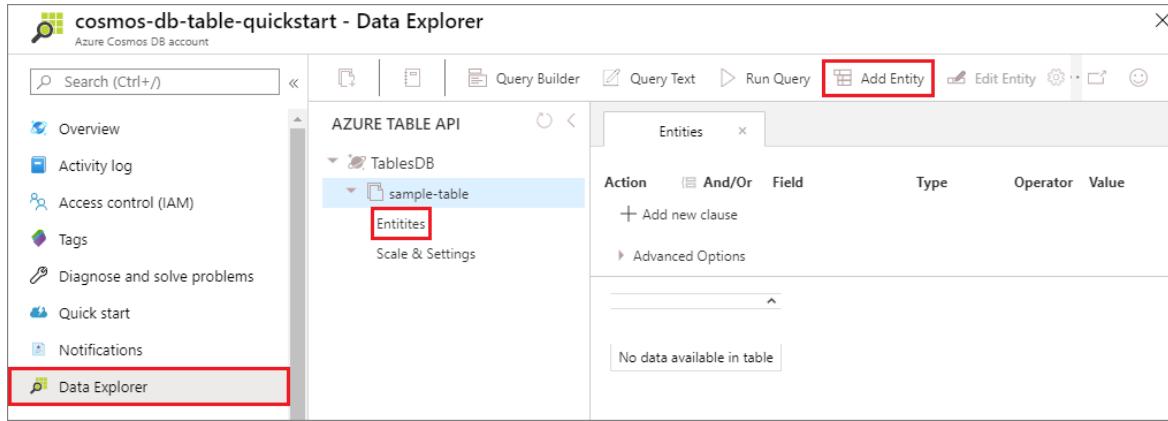 cosmos-db-table-quickstart - Data Explorer
Azure Cosmos DB account
Search (Ctrl+/)
Overview
Activity log
Access control (IAM)
Tags
Diagnose and solve problems
Quick start
Notifications
Data Explorer
Query Builder Query Text Run Query Add Entity Edit Entity
AZURE TABLE API
TablesDB
sample-table
Entitites
Scale & Settings
Entities
Action And/Or Field Type Operator Value
Add new clause
Advanced Options
No data available in table